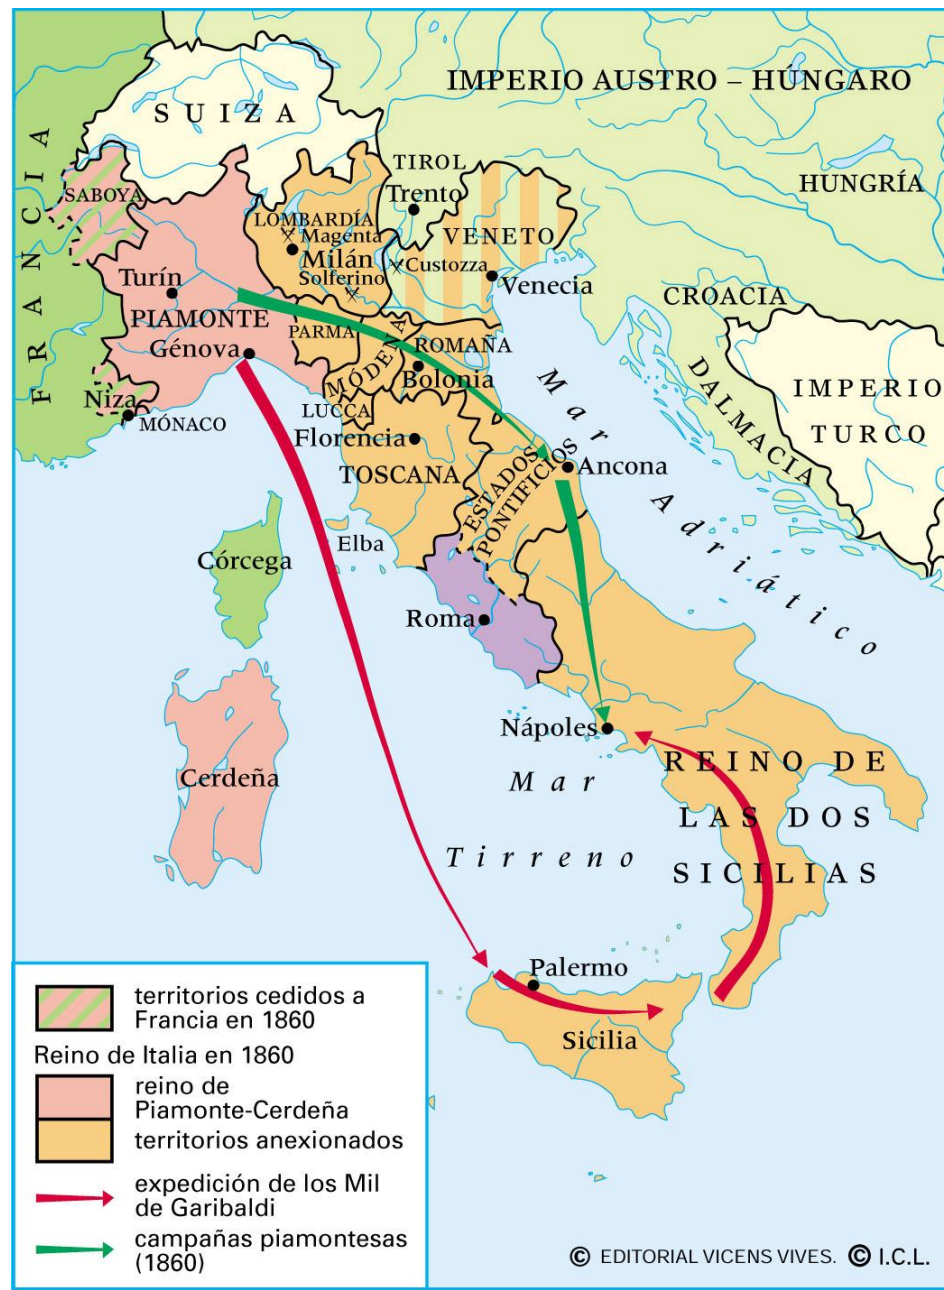 IMPERIO AUSTRO – HÚNGARO
SUIZA
FRANCIA
TIROL
Trento
HUNGRÍA
SABOYA
LOMBARDÍA
Magenta
Milán
Solferino
VENETO
Custozza
Venecia
Turín
CROACIA
PIAMONTE
Génova
PARMA
MÓDENA
ROMAÑA
Bolonia
DALMACIA
IMPERIO
TURCO
Niza
MÓNACO
LUCCA
Florencia
TOSCANA
ESTADOS
PONTIFICIOS
Ancona
Mar Adriático
Elba
Córcega
Roma
Nápoles
Cerdeña
Mar
Tirreno
REINO DE
LAS DOS
SICILIAS
Palermo
Sicilia
territorios cedidos a
Francia en 1860
Reino de Italia en 1860
reino de
Piamonte-Cerdeña
territorios anexionados
expedición de los Mil
de Garibaldi
campañas piamontesas
(1860)
© EDITORIAL VICENS VIVES. © I.C.L.